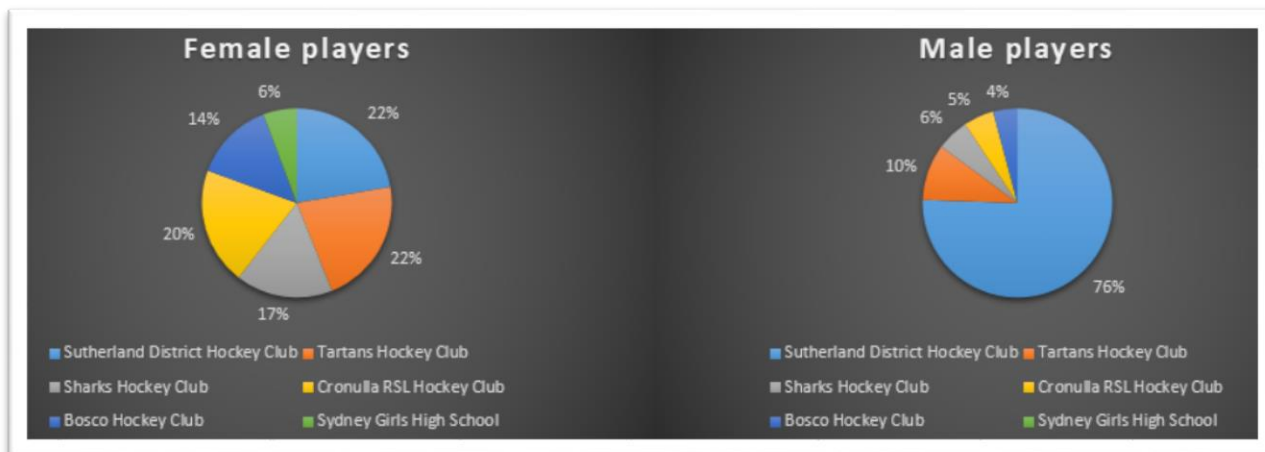 Female players
6%
22%
14%
20%
22%
17%
Sutherland District Hockey Club Tartans Hockey Club
Sharks Hockey Club Cronulla RSL Hockey Club
Bosco Hockey Club Sydney Girls High School
Male players
4%
5%
6%
10%
76%
Sutherland District Hockey Club Tartans Hockey Club
Sharks Hockey Club Cronulla RSL Hockey Club
Bosco Hockey Club Sydney Girls High School